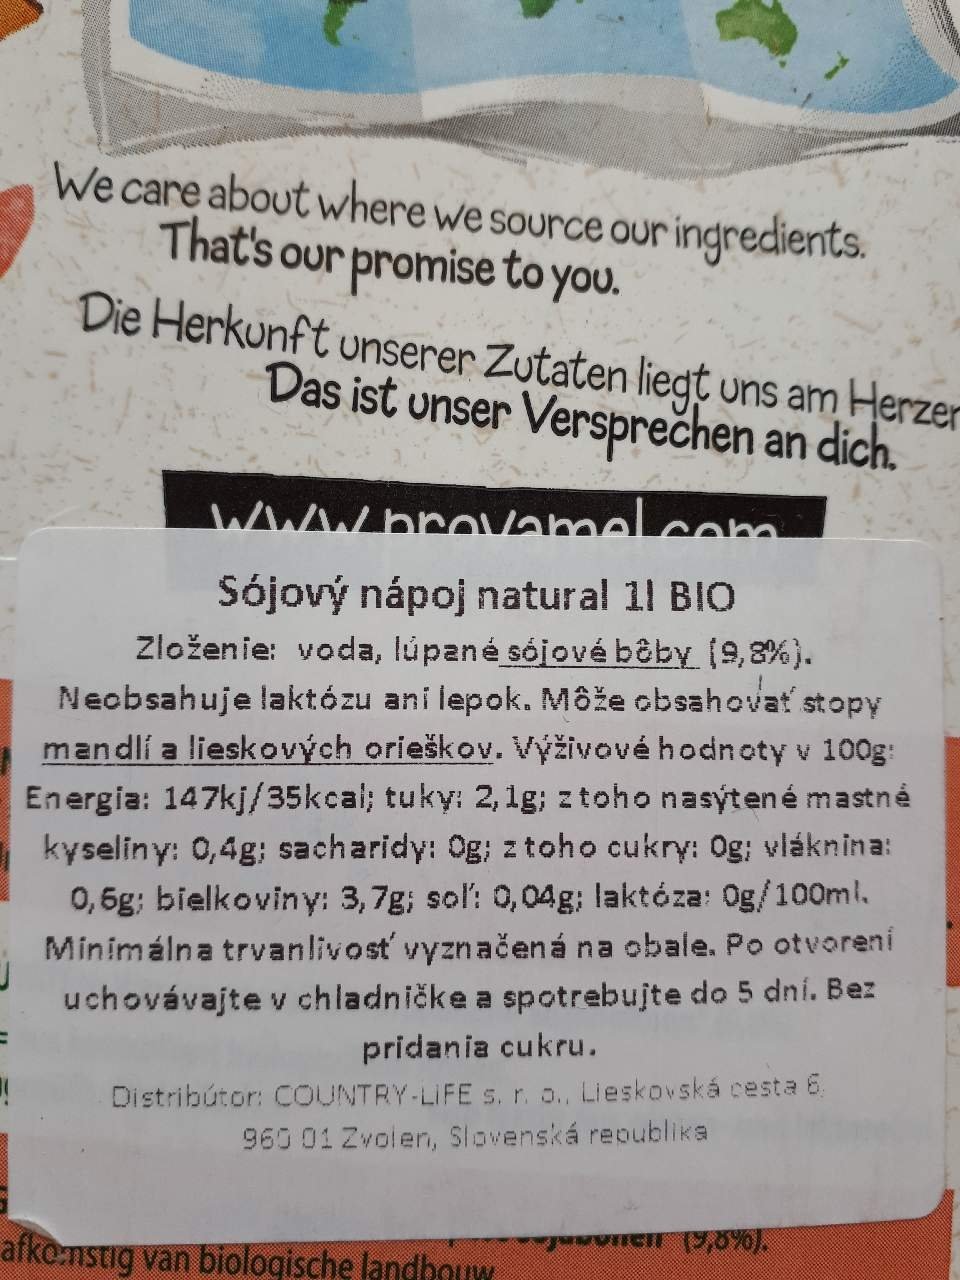 We care about where we source our ingredients.
That's our promise to you.
Die Herkunft unserer Zutaten liegt uns am Herzen
Das ist unser Versprechen an dich.
www.provamel.com
Sójový nápoj natural 1l BIO
Zloženie: voda, lúpané sójové bôby (9,8%).
Neobsahuje laktózu ani lepok. Môže obsahovať stopy
mandlí a lieskových orieškov. Výživové hodnoty v 100g:
Energia: 147kj/35kcal; tuky: 2,1g; z toho nasýtené mastné
kyseliny: 0,4g; sacharidy: 0g; z toho cukry: 0g; vláknina:
0,6g; bielkoviny: 3,7g; soľ: 0,04g; laktóza: 0g/100ml.
Minimálna trvanlivosť vyznačená na obale. Po otvorení
uchovávajte v chladničke a spotrebujte do 5 dní. Bez
pridania cukru.
Distribútor: COUNTRY-LIFE s. r. o., Lieskovská cesta 6,
960 01 Zvolen, Slovenská republika
(9,8%).
afkomstig van biologische landbouw